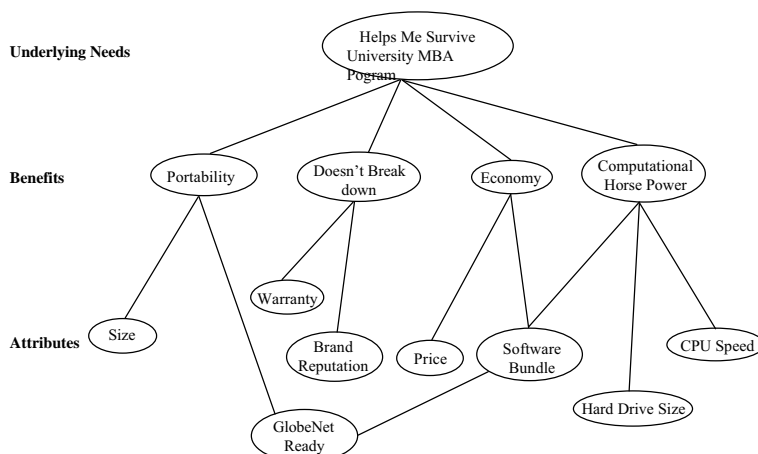 Underlying Needs
Helps Me Survive
University MBA
Pogram
Benefits
Portability
Doesn't Break
down
Economy
Computational
Horse Power
Attributes
Size
Warranty
Brand
Reputation
Price
Software
Bundle
CPU Speed
Hard Drive Size
GlobeNet
Ready